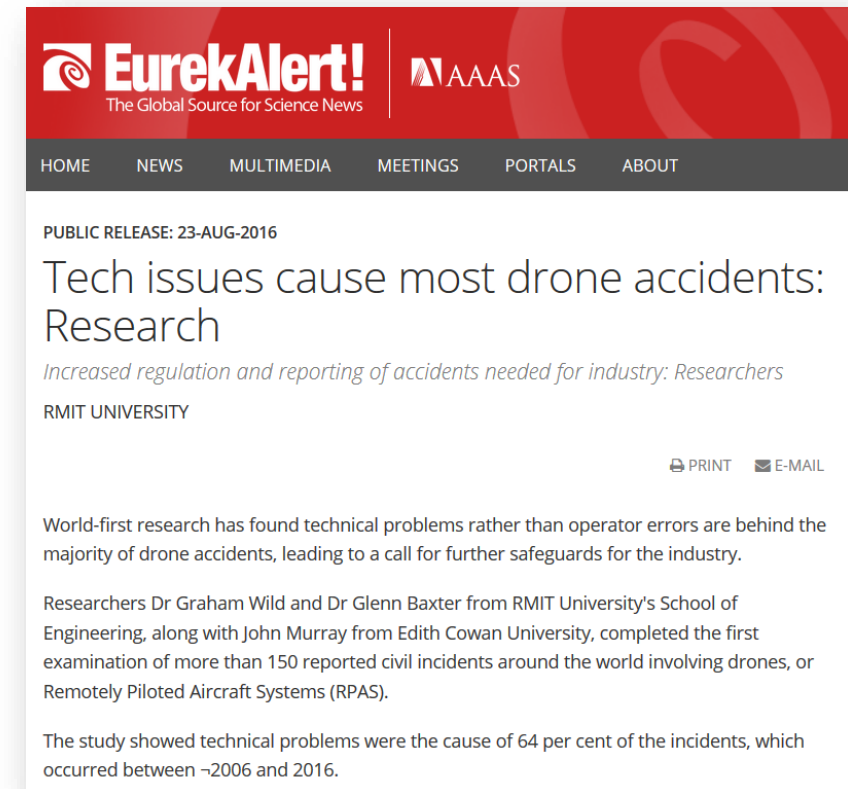 EurekAlert!
The Global Source for Science News
AAAS
HOME NEWS MULTIMEDIA MEETINGS PORTALS ABOUT
PUBLIC RELEASE: 23-AUG-2016
Tech issues cause most drone accidents:
Research
Increased regulation and reporting of accidents needed for industry: Researchers
RMIT UNIVERSITY
PRINT E-MAIL
World-first research has found technical problems rather than operator errors are behind the
majority of drone accidents, leading to a call for further safeguards for the industry.
Researchers Dr Graham Wild and Dr Glenn Baxter from RMIT University's School of
Engineering, along with John Murray from Edith Cowan University, completed the first
examination of more than 150 reported civil incidents around the world involving drones, or
Remotely Piloted Aircraft Systems (RPAS).
The study showed technical problems were the cause of 64 per cent of the incidents, which
occurred between ¬2006 and 2016.